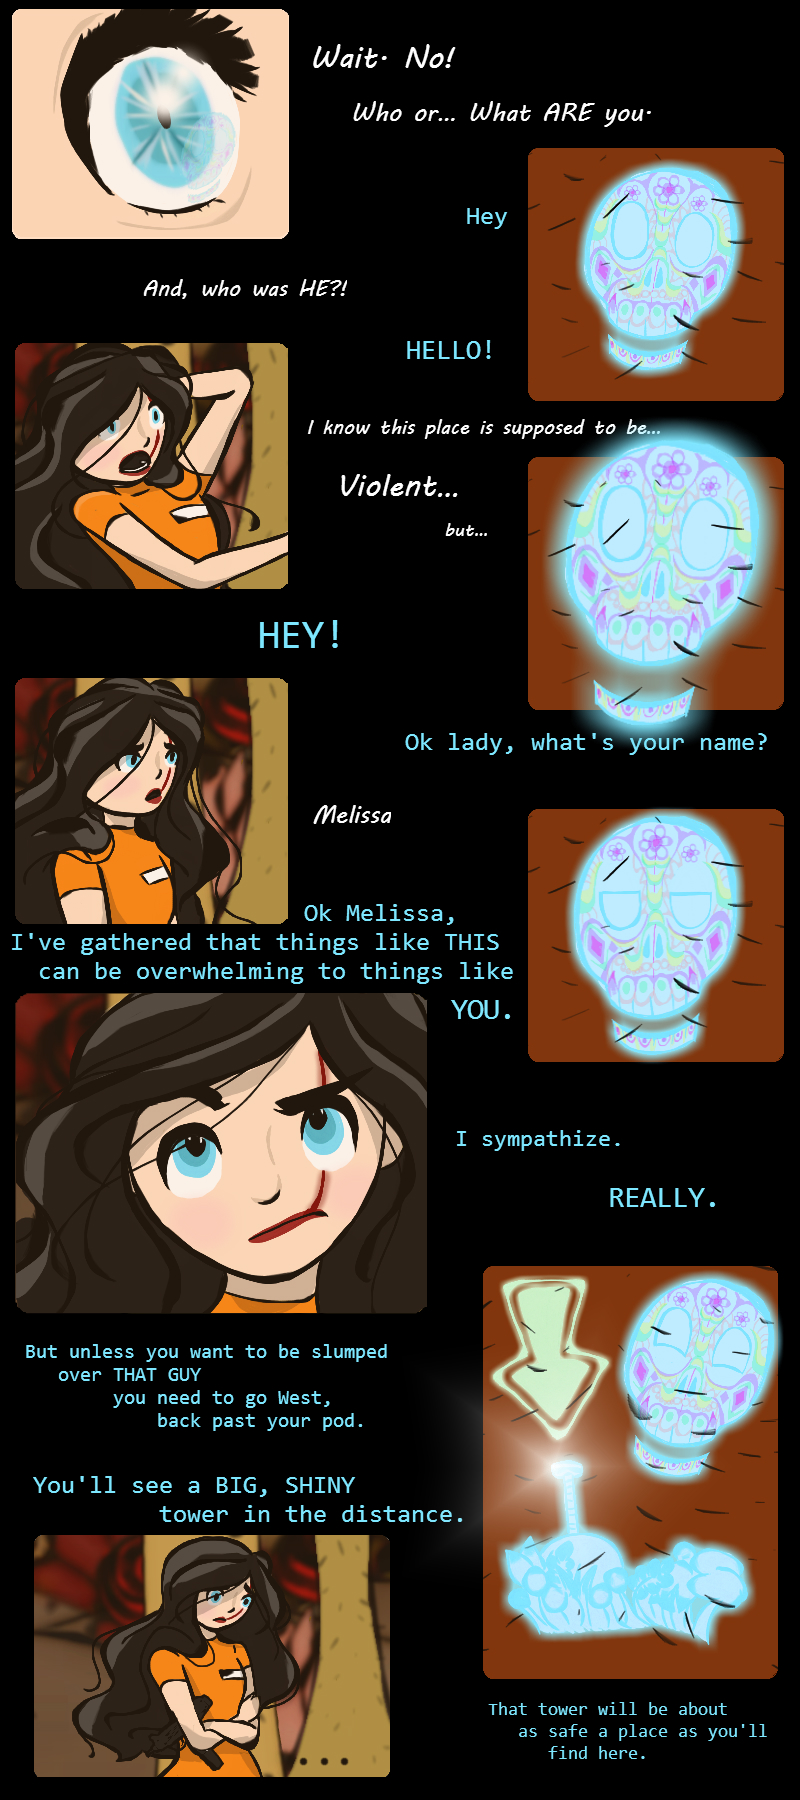 Wait. No!
Who or... What ARE you.
Hey
And, who was HE?!
HELLO!
I know this place is supposed to be...
Violent...
but...
HEY!
Ok lady, what's your name?
Melissa
Ok Melissa,
I've gathered that things like THIS
can be overwhelming to things like
YOU.
I sympathize.
REALLY.
But unless you want to be slumped
over THAT GUY
you need to go West,
back past your pod.
You'll see a BIG, SHINY
tower in the distance.
...
That tower will be about
as safe a place as you'll
find here.